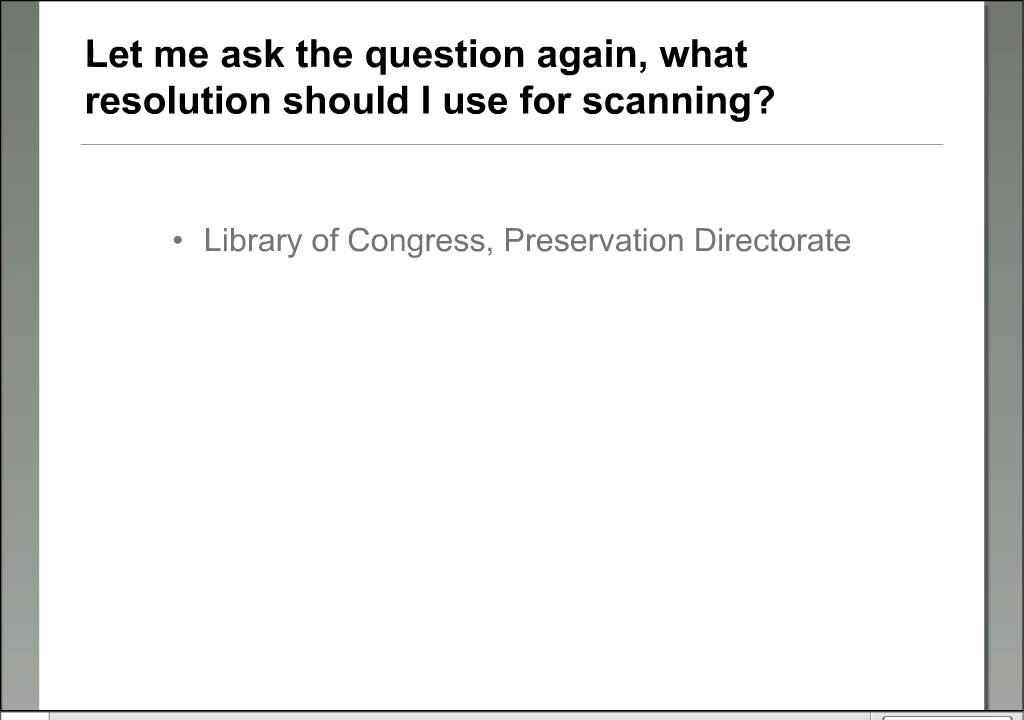 Let me ask the question again, what
resolution should I use for scanning?
• Library of Congress, Preservation Directorate